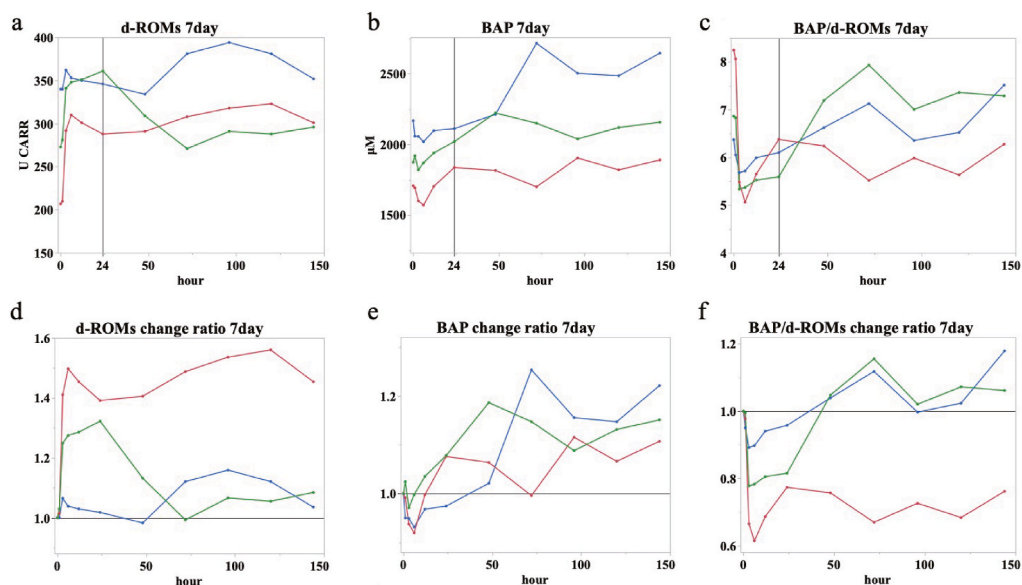 a d-ROMs 7day
400
350
300
250
200
150
U CARR
0 24 50 100 150
hour
b BAP 7day
2500
2000
1500
μM
0 24 50 100 150
hour
c BAP/d-ROMs 7day
8
7
6
5
4
0 24 50 100 150
hour
d d-ROMs change ratio 7day
1.6
1.4
1.2
1.0
0 50 100 150
hour
e BAP change ratio 7day
1.2
1.0
0 50 100 150
hour
f BAP/d-ROMs change ratio 7day
1.2
1.0
0.8
0.6
0 50 100 150
hour